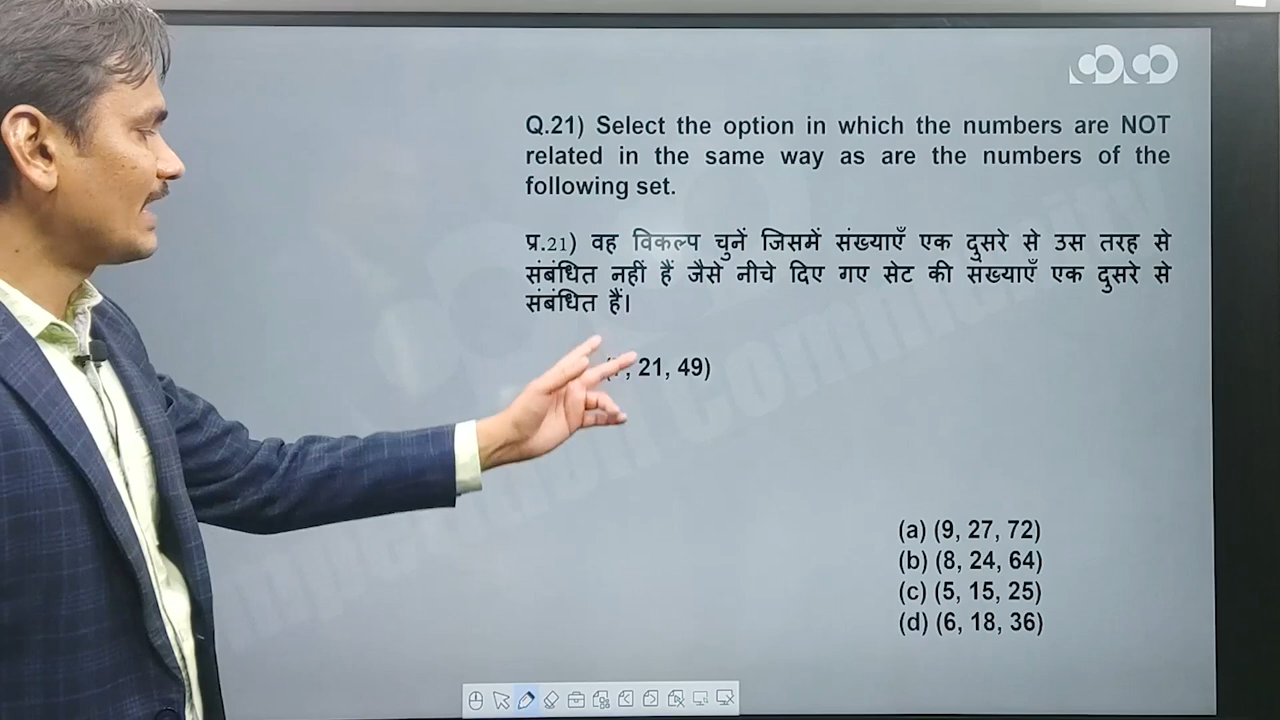 Q.21) Select the option in which the numbers are NOT
related in the same way as are the numbers of the
following set.
प्र.21) वह विकल्प चुनें जिसमें संख्याएँ एक दुसरे से उस तरह से
संबंधित नहीं हैं जैसे नीचे दिए गए सेट की संख्याएँ एक दुसरे से
संबंधित हैं।
, 21, 49)
(a) (9, 27, 72)
(b) (8, 24, 64)
(c) (5, 15, 25)
(d) (6, 18, 36)